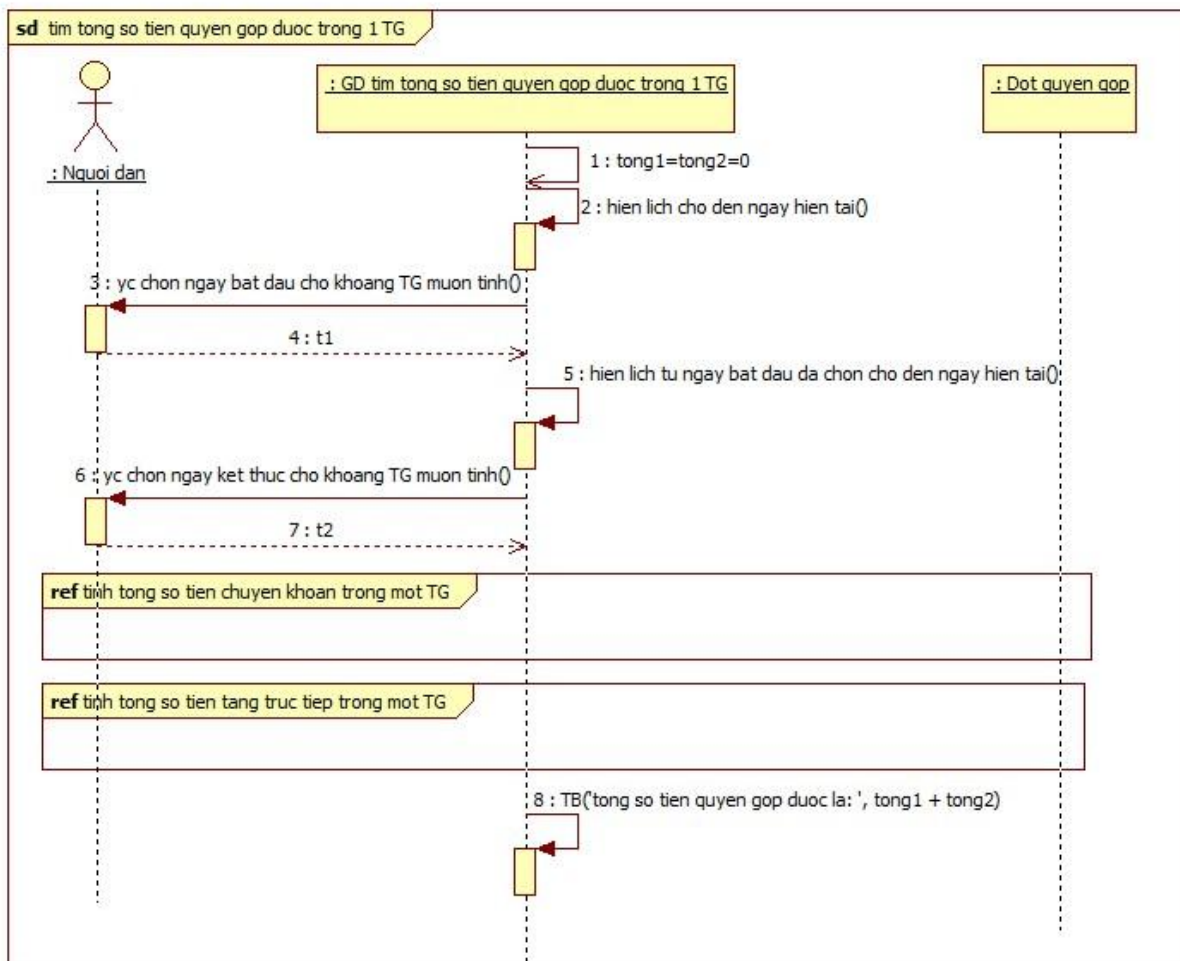 sd tim tong so tien quyen gop duoc trong 1 TG
: Nguoi dan
: GD tim tong so tien quyen gop duoc trong 1 TG
: Dot quyen gop
1 : tong1=tong2=0
2 : hien lich cho den ngay hien tai()
3 : yc chon ngay bat dau cho khoang TG muon tinh()
4 : t1
5 : hien lich tu ngay bat dau da chon cho den ngay hien tai()
6 : yc chon ngay ket thuc cho khoang TG muon tinh()
7 : t2
ref tinh tong so tien chuyen khoan trong mot TG
ref tinh tong so tien tang truc tiep trong mot TG
8 : TB('tong so tien quyen gop duoc la: ', tong1 + tong2)